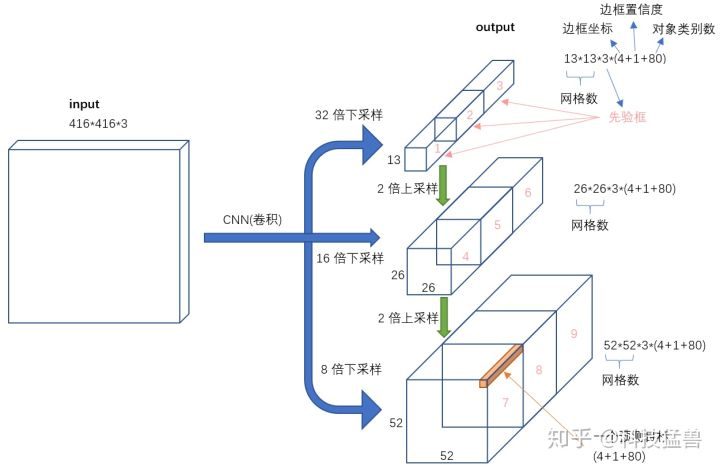 边框置信度
output
边框坐标
对象类别数
13*13*3*(4+1+80)
input
416*416*3
3
网格数
32 倍下采样
2
先验框
1
13
2 倍上采样
6
26*26*3*(4+1+80)
CNN(卷积)
5
网格数
16 倍下采样
4
26
26
2 倍上采样
9
52*52*3*(4+1+80)
8 倍下采样
8
网格数
7
52
知乎 @科技猛兽
52
(4+1+80)